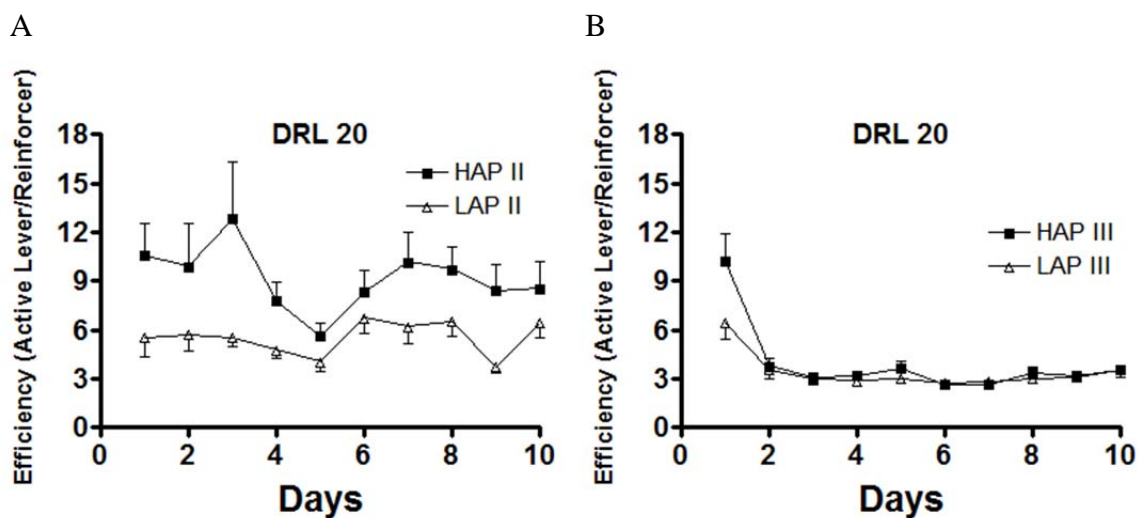 A
Efficiency (Active Lever/Reinforcer)
DRL 20
HAP II
LAP II
18
15
12
9
6
3
0
0 2 4 6 8 10
Days
B
Efficiency (Active Lever/Reinforcer)
DRL 20
HAP III
LAP III
18
15
12
9
6
3
0
0 2 4 6 8 10
Days